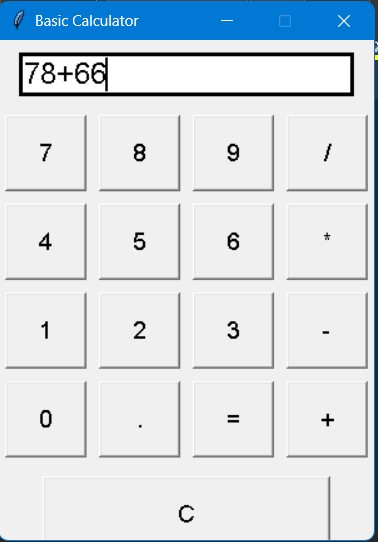 Basic Calculator
78+66
7 8 9 /
4 5 6 *
1 2 3 -
0 . = +
C